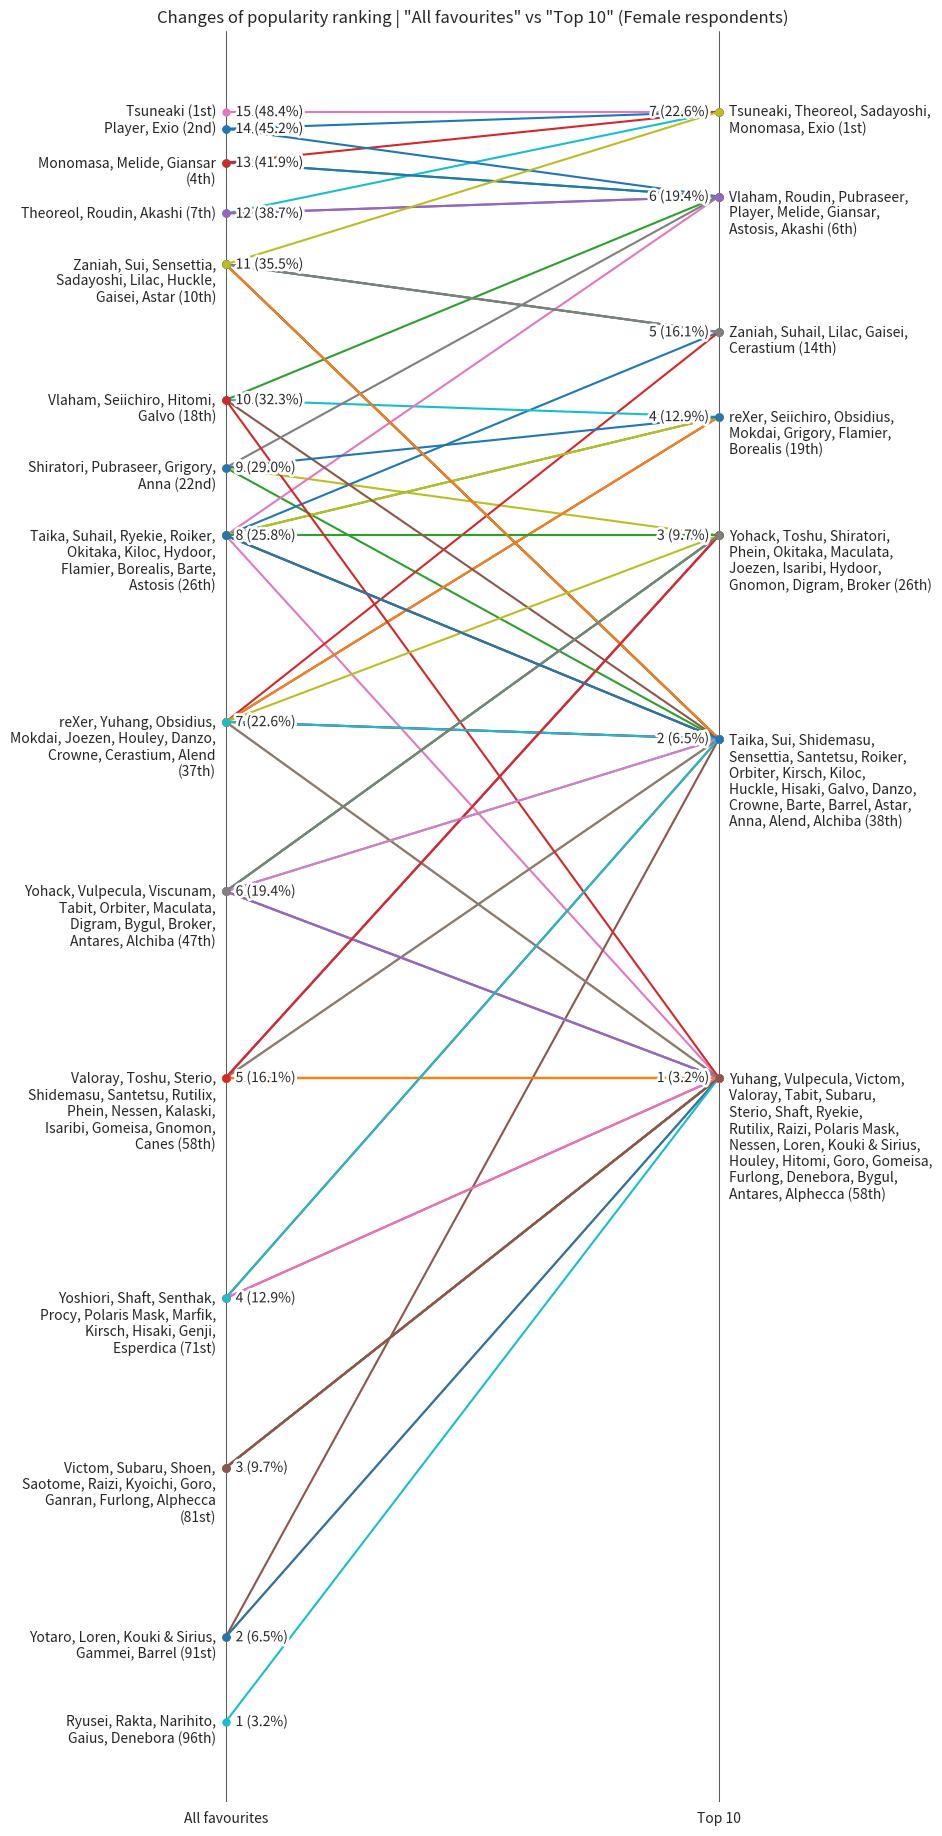 Changes of popularity ranking | "All favourites" vs "Top 10" (Female respondents)
Tsuneaki (1st)
15 (48.4%)
Player, Exio (2nd)
14 (45.2%)
Monomasa, Melide, Giansar
(4th)
13 (41.9%)
Theoreol, Roudin, Akashi (7th)
12 (38.7%)
Zaniah, Sui, Sensettia,
Sadayoshi, Lilac, Huckle,
Gaisei, Astar (10th)
11 (35.5%)
Vlaham, Seiichiro, Hitomi,
Galvo (18th)
10 (32.3%)
Shiratori, Pubraseer, Grigory,
Anna (22nd)
9 (29.0%)
Taika, Suhail, Ryekie, Roiker,
Okitaka, Kiloc, Hydoor,
Flamier, Borealis, Barte,
Astosis (26th)
8 (25.8%)
reXer, Yuhang, Obsidius,
Mokdai, Joezen, Houley, Danzo,
Crowne, Cerastium, Alend
(37th)
7 (22.6%)
Yohack, Vulpecula, Viscunam,
Tabit, Orbiter, Maculata,
Digram, Bygul, Broker,
Antares, Alchiba (47th)
6 (19.4%)
Valoray, Toshu, Sterio,
Shidemasu, Santetsu, Rutilix,
Phein, Nessen, Kalaski,
Isaribi, Gomeisa, Gnomon,
Canes (58th)
5 (16.1%)
Yoshiori, Shaft, Senthak,
Procy, Polaris Mask, Marfik,
Kirsch, Hisaki, Genji,
Esperdica (71st)
4 (12.9%)
Victom, Subaru, Shoen,
Saotome, Raizi, Kyoichi, Goro,
Ganran, Furlong, Alphecca
(81st)
3 (9.7%)
Yotaro, Loren, Kouki & Sirius,
Gammei, Barrel (91st)
2 (6.5%)
Ryusei, Rakta, Narihito,
Gaius, Denebora (96th)
1 (3.2%)
7 (22.6%)
Tsuneaki, Theoreol, Sadayoshi,
Monomasa, Exio (1st)
6 (19.4%)
Vlaham, Roudin, Pubraseer,
Player, Melide, Giansar,
Astosis, Akashi (6th)
5 (16.1%)
Zaniah, Suhail, Lilac, Gaisei,
Cerastium (14th)
4 (12.9%)
reXer, Seiichiro, Obsidius,
Mokdai, Grigory, Flamier,
Borealis (19th)
3 (9.7%)
Yohack, Toshu, Shiratori,
Phein, Okitaka, Maculata,
Joezen, Isaribi, Hydoor,
Gnomon, Digram, Broker (26th)
2 (6.5%)
Taika, Sui, Shidemasu,
Sensettia, Santetsu, Roiker,
Orbiter, Kirsch, Kiloc,
Huckle, Hisaki, Galvo, Danzo,
Crowne, Barte, Barrel, Astar,
Anna, Alend, Alchiba (38th)
1 (3.2%)
Yuhang, Vulpecula, Victom,
Valoray, Tabit, Subaru,
Sterio, Shaft, Ryekie,
Rutilix, Raizi, Polaris Mask,
Nessen, Loren, Kouki & Sirius,
Houley, Hitomi, Goro, Gomeisa,
Furlong, Denebora, Bygul,
Antares, Alphecca (58th)
All favourites
Top 10